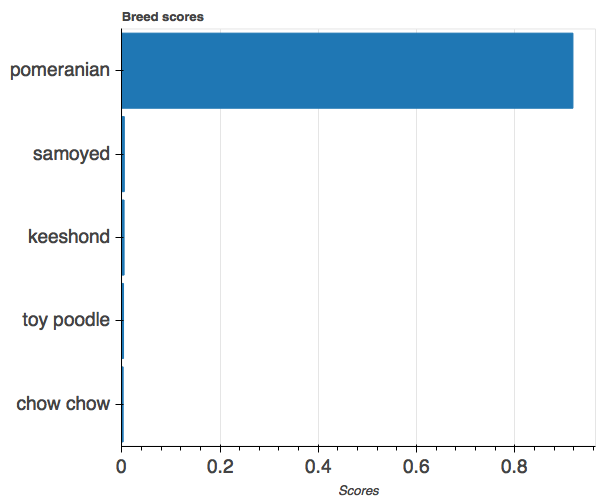 Breed scores
pomeranian
samoyed
keeshond
toy poodle
chow chow
0 0.2 0.4 0.6 0.8
Scores